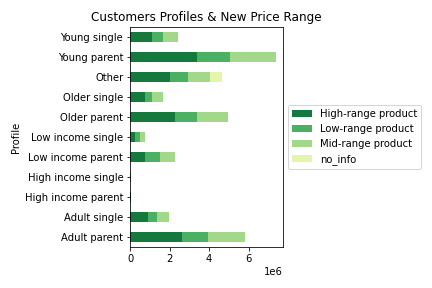 Customers Profiles & New Price Range
Profile
Young single
Young parent
Other
Older single
Older parent
Low income single
Low income parent
High income single
High income parent
Adult single
Adult parent
0 2 4 6
1e6
High-range product
Low-range product
Mid-range product
no_info